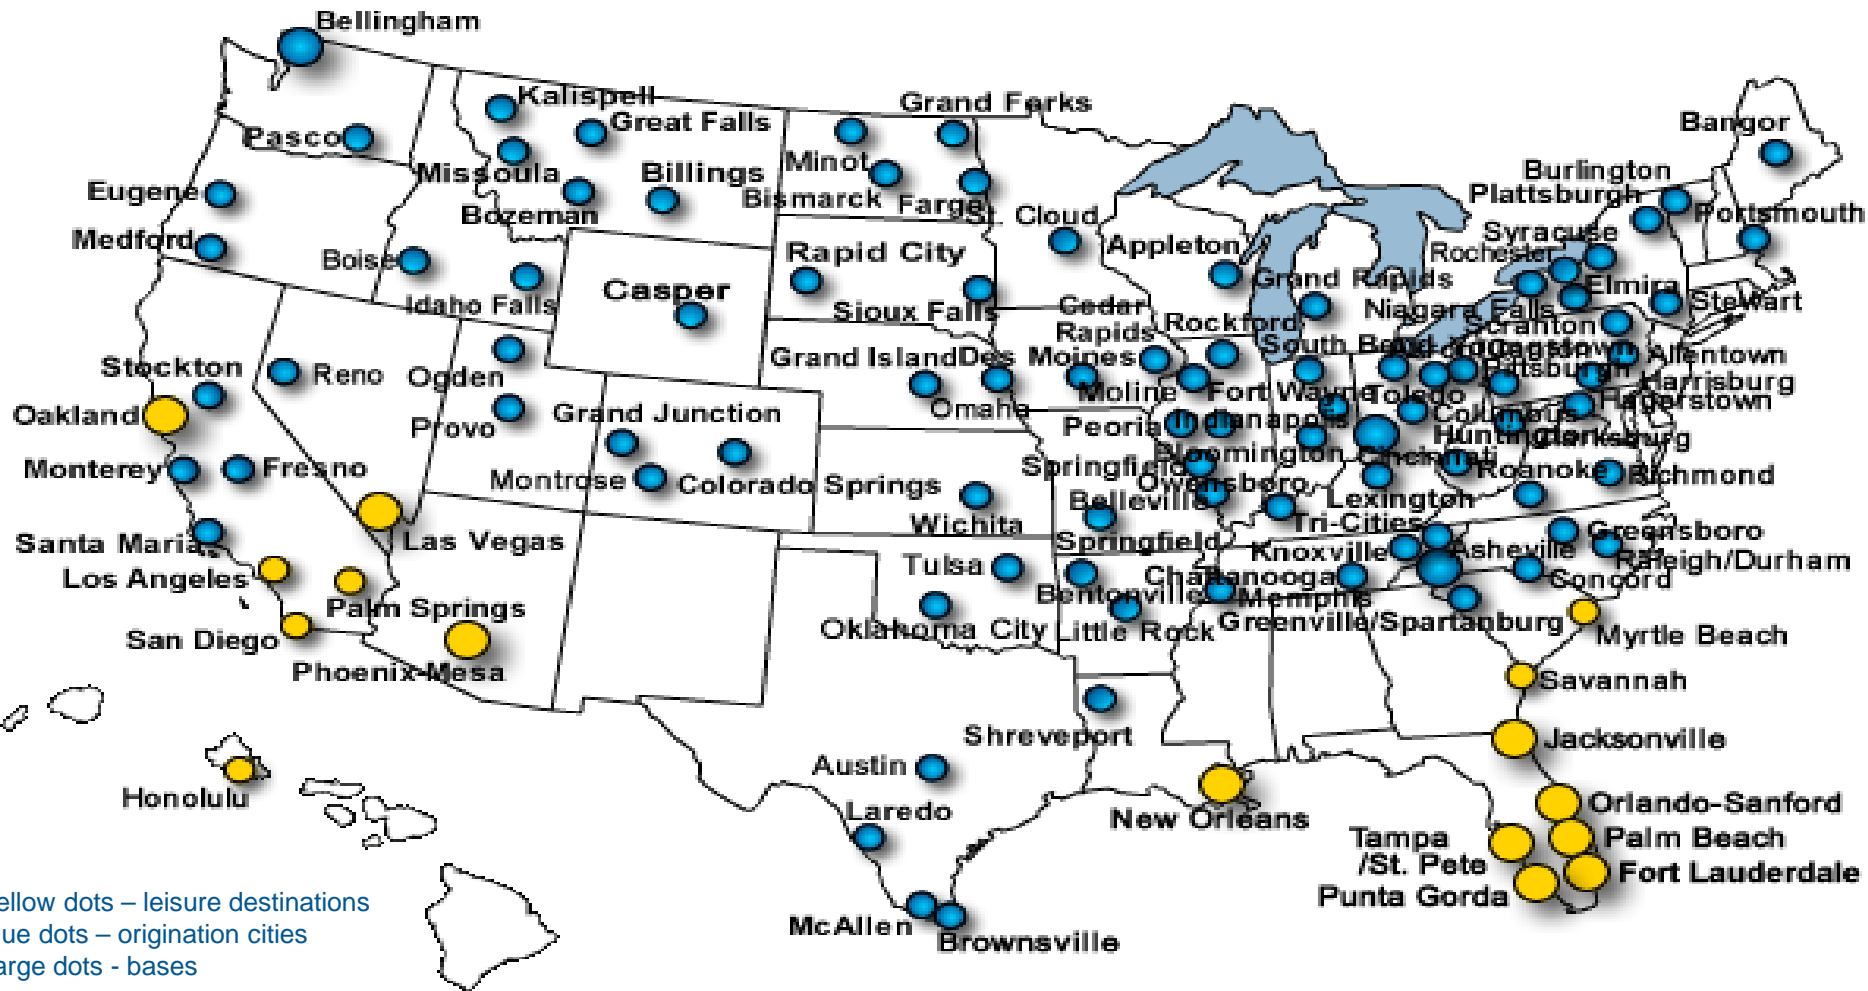 Bellingham
Kalispell
Grand Forks
Great Falls
Bangor
Pasco
Minot
Missoula
Billings
Burlington
Eugene
Bismarck
Fargo
Plattsburgh
Bozeman
St. Cloud
Portsmouth
Medford
Boise
Rapid City
Appleton
Syracuse
Rochester
Grand Rapids
Idaho Falls
Casper
Sioux Falls
Cedar
Rapids
Rockford
Niagara Falls
Elmira
Stewart
Scranton
Stockton
Reno
Ogden
Grand Island
Des Moines
South Bend
Youngstown
Allentown
Oakland
Provo
Grand Junction
Omaha
Moline
Fort Wayne
Toledo
Pittsburgh
Harrisburg
Hagerstown
Peoria
Indianapolis
Columbus
Huntington
Clarksburg
Monterey
Fresno
Montrose
Colorado Springs
Springfield
Bloomington
Cincinnati
Owensboro
Roanoke
Richmond
Wichita
Belleville
Lexington
Santa Maria
Las Vegas
Springfield
Tri-Cities
Greensboro
Los Angeles
Tulsa
Knoxville
Asheville
Raleigh/Durham
Palm Springs
Bentonville
Chattanooga
Memphis
Concord
San Diego
Oklahoma City
Little Rock
Greenville/Spartanburg
Myrtle Beach
Phoenix-Mesa
Savannah
Shreveport
Jacksonville
Austin
Honolulu
Laredo
New Orleans
Orlando-Sanford
Tampa
/St. Pete
Palm Beach
Punta Gorda
Fort Lauderdale
McAllen
Brownsville
ellow dots – leisure destinations
ue dots – origination cities
arge dots - bases